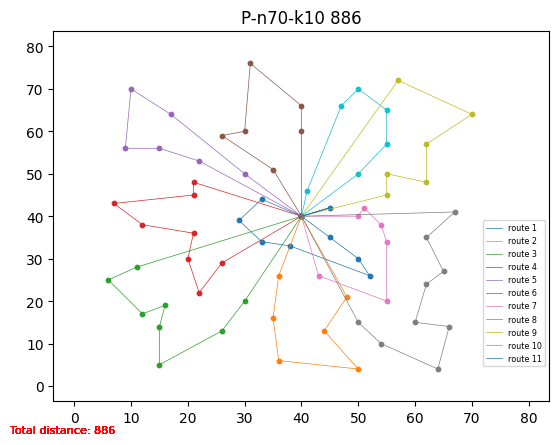 P-n70-k10 886
80
70
60
50
40
30
20
10
0
0 10 20 30 40 50 60 70 80
route 1
route 2
route 3
route 4
route 5
route 6
route 7
route 8
route 9
route 10
route 11
Total distance: 886